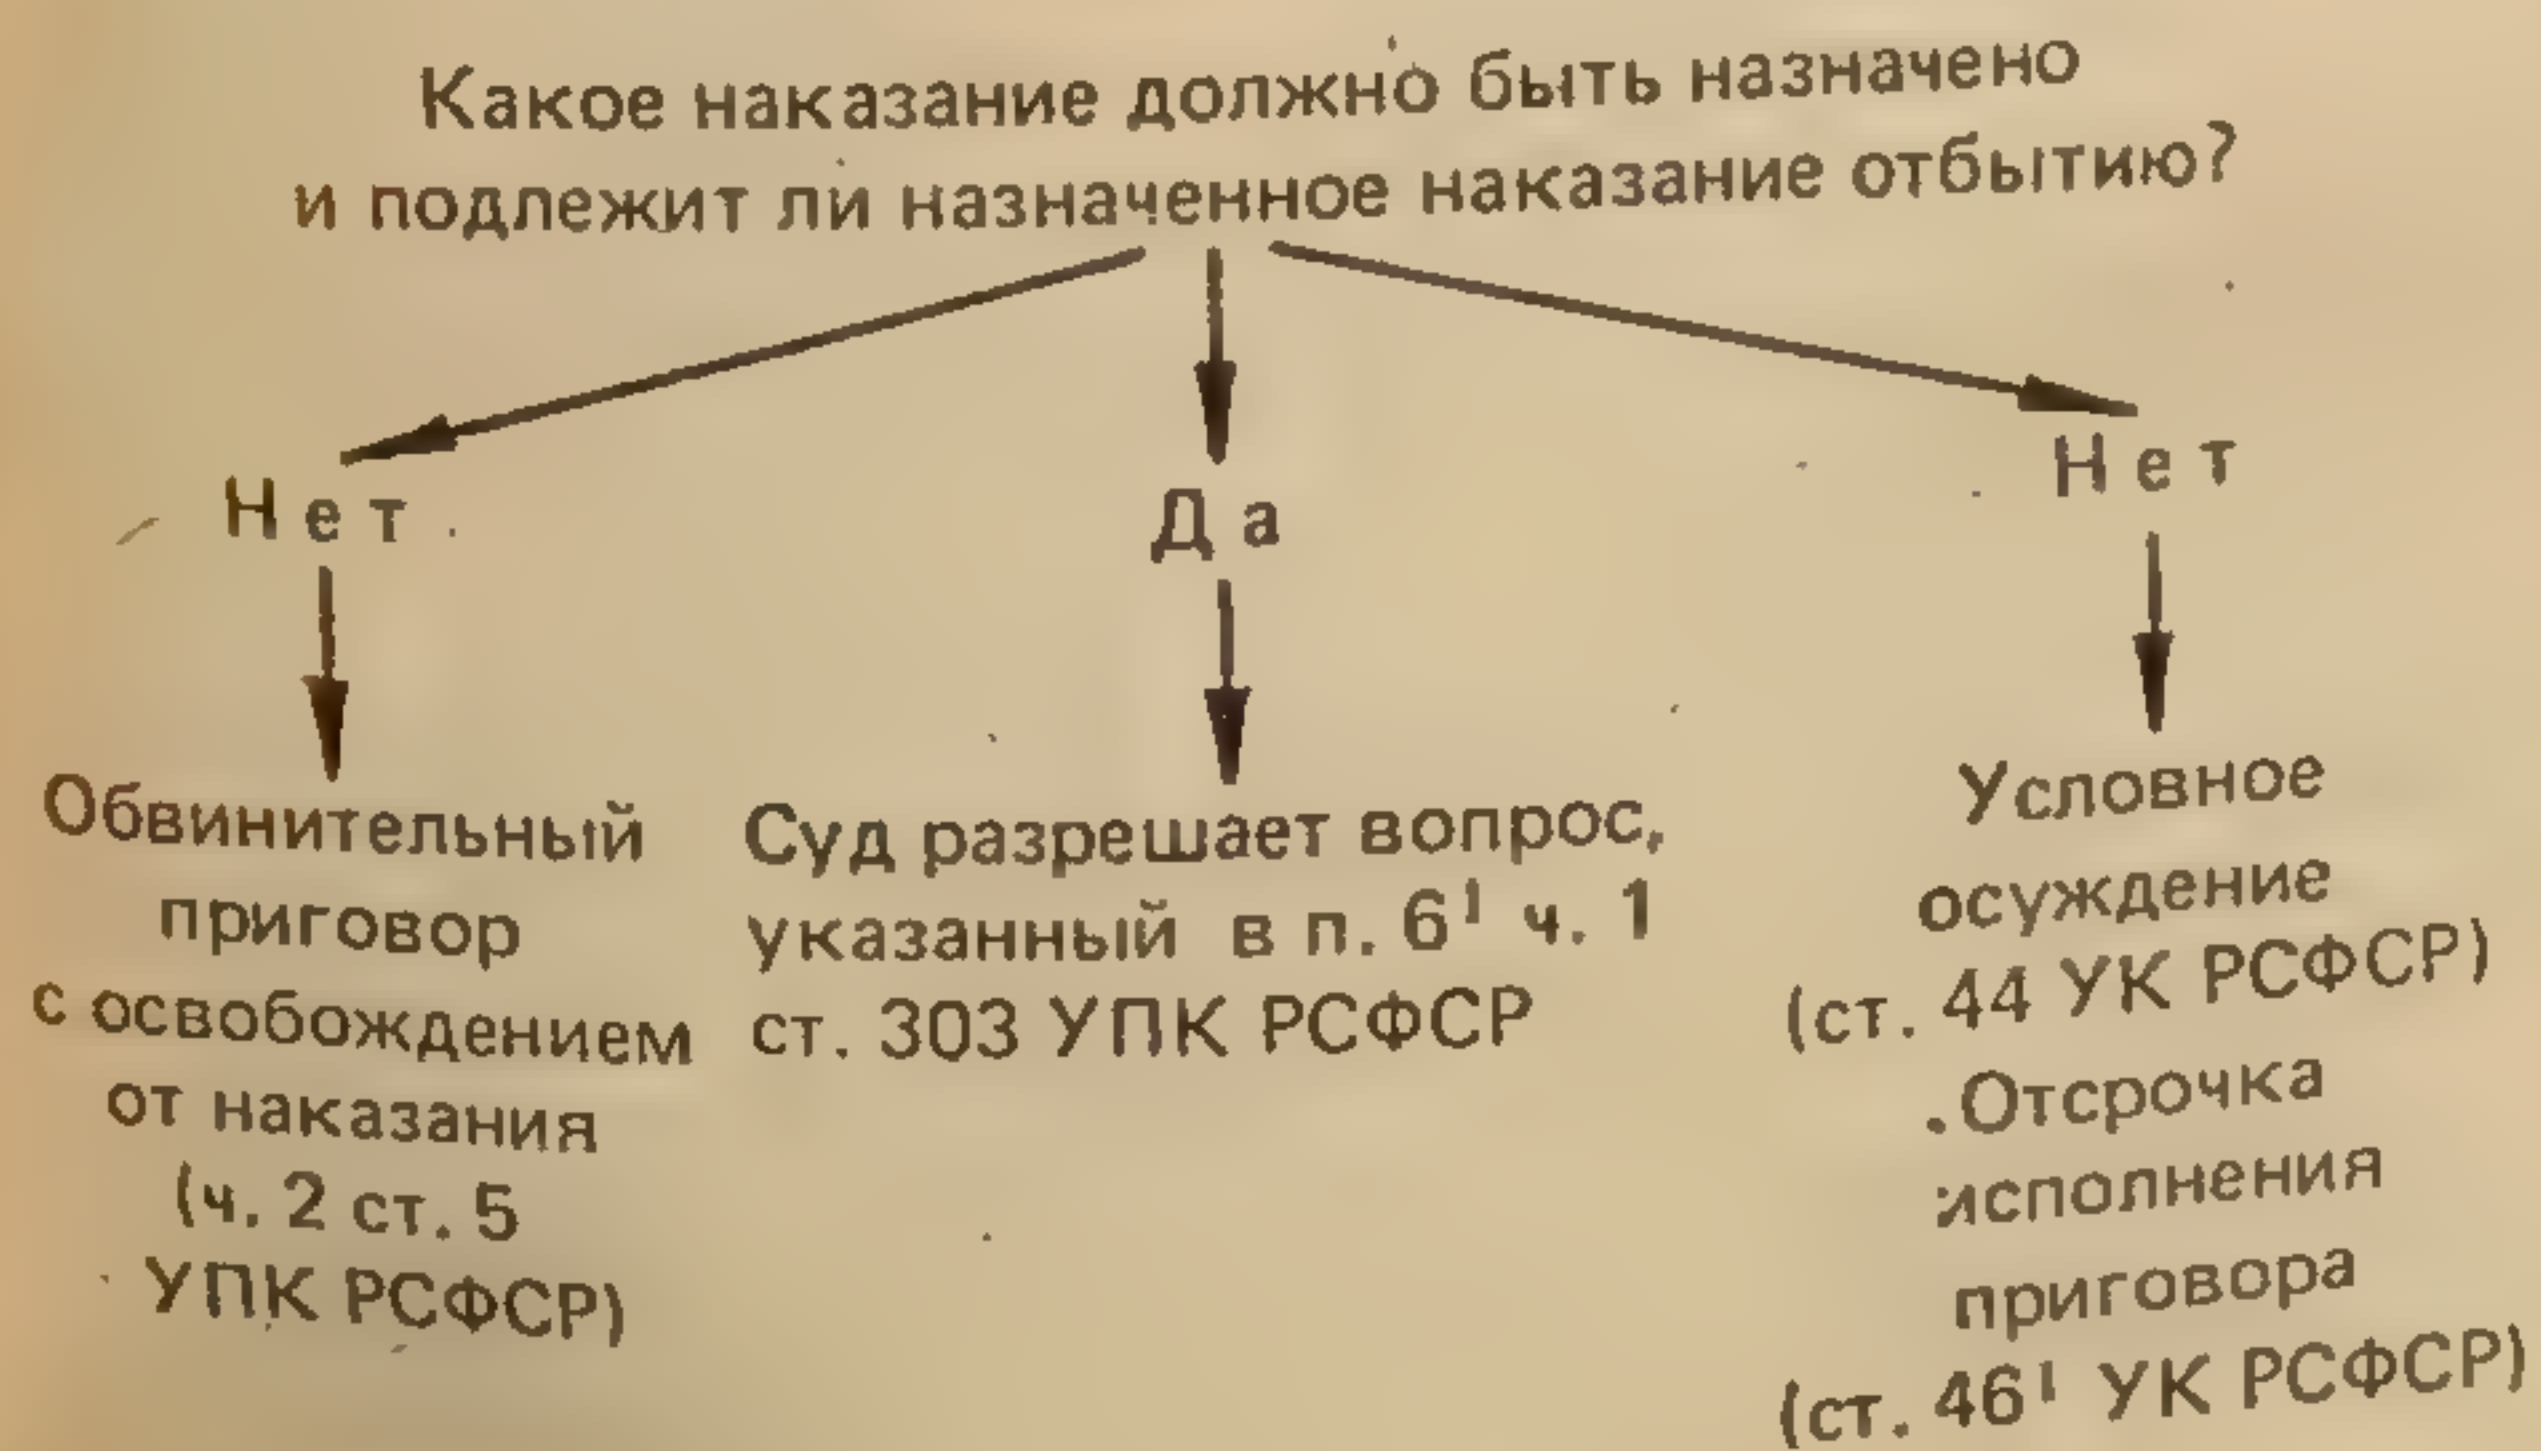 Какое наказание должно быть назначено
и подлежит ли назначенное наказание отбытию?
Нет
Да
Нет
Обвинительный
приговор
с освобождением
от наказания
(ч. 2 ст. 5
УПК РСФСР)
Суд разрешает вопрос,
указанный в п. 6¹ ч. 1
ст. 303 УПК РСФСР
Условное
осуждение
(ст. 44 УК РСФСР)
Отсрочка
исполнения
приговора
(ст. 46¹ УК РСФСР)